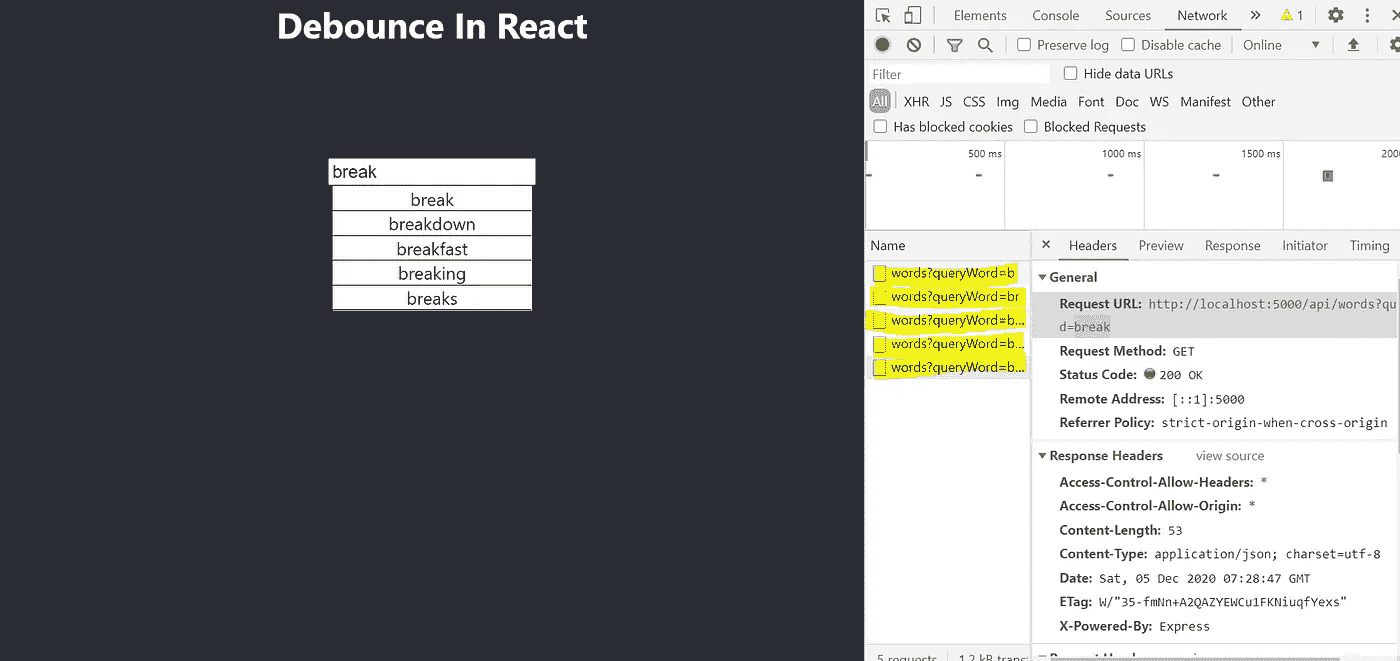 Debounce In React
break
break
breakdown
breakfast
breaking
breaks
Elements Console Sources Network » 1
Preserve log Disable cache Online
Filter Hide data URLs
All XHR JS CSS Img Media Font Doc WS Manifest Other
Has blocked cookies Blocked Requests
500 ms 1000 ms 1500 ms 200
Name
words?queryWord=b
words?queryWord=br
words?queryWord=b...
words?queryWord=b...
words?queryWord=b...
× Headers Preview Response Initiator Timing
General
Request URL: http://localhost:5000/api/words?qu
d=break
Request Method: GET
Status Code: 200 OK
Remote Address: [::1]:5000
Referrer Policy: strict-origin-when-cross-origin
Response Headers view source
Access-Control-Allow-Headers: *
Access-Control-Allow-Origin: *
Content-Length: 53
Content-Type: application/json; charset=utf-8
Date: Sat, 05 Dec 2020 07:28:47 GMT
ETag: W/"35-fmNn+A2QAZYEWCu1FKNiuqfYexs"
X-Powered-By: Express
5 requests 1.2 kB trans